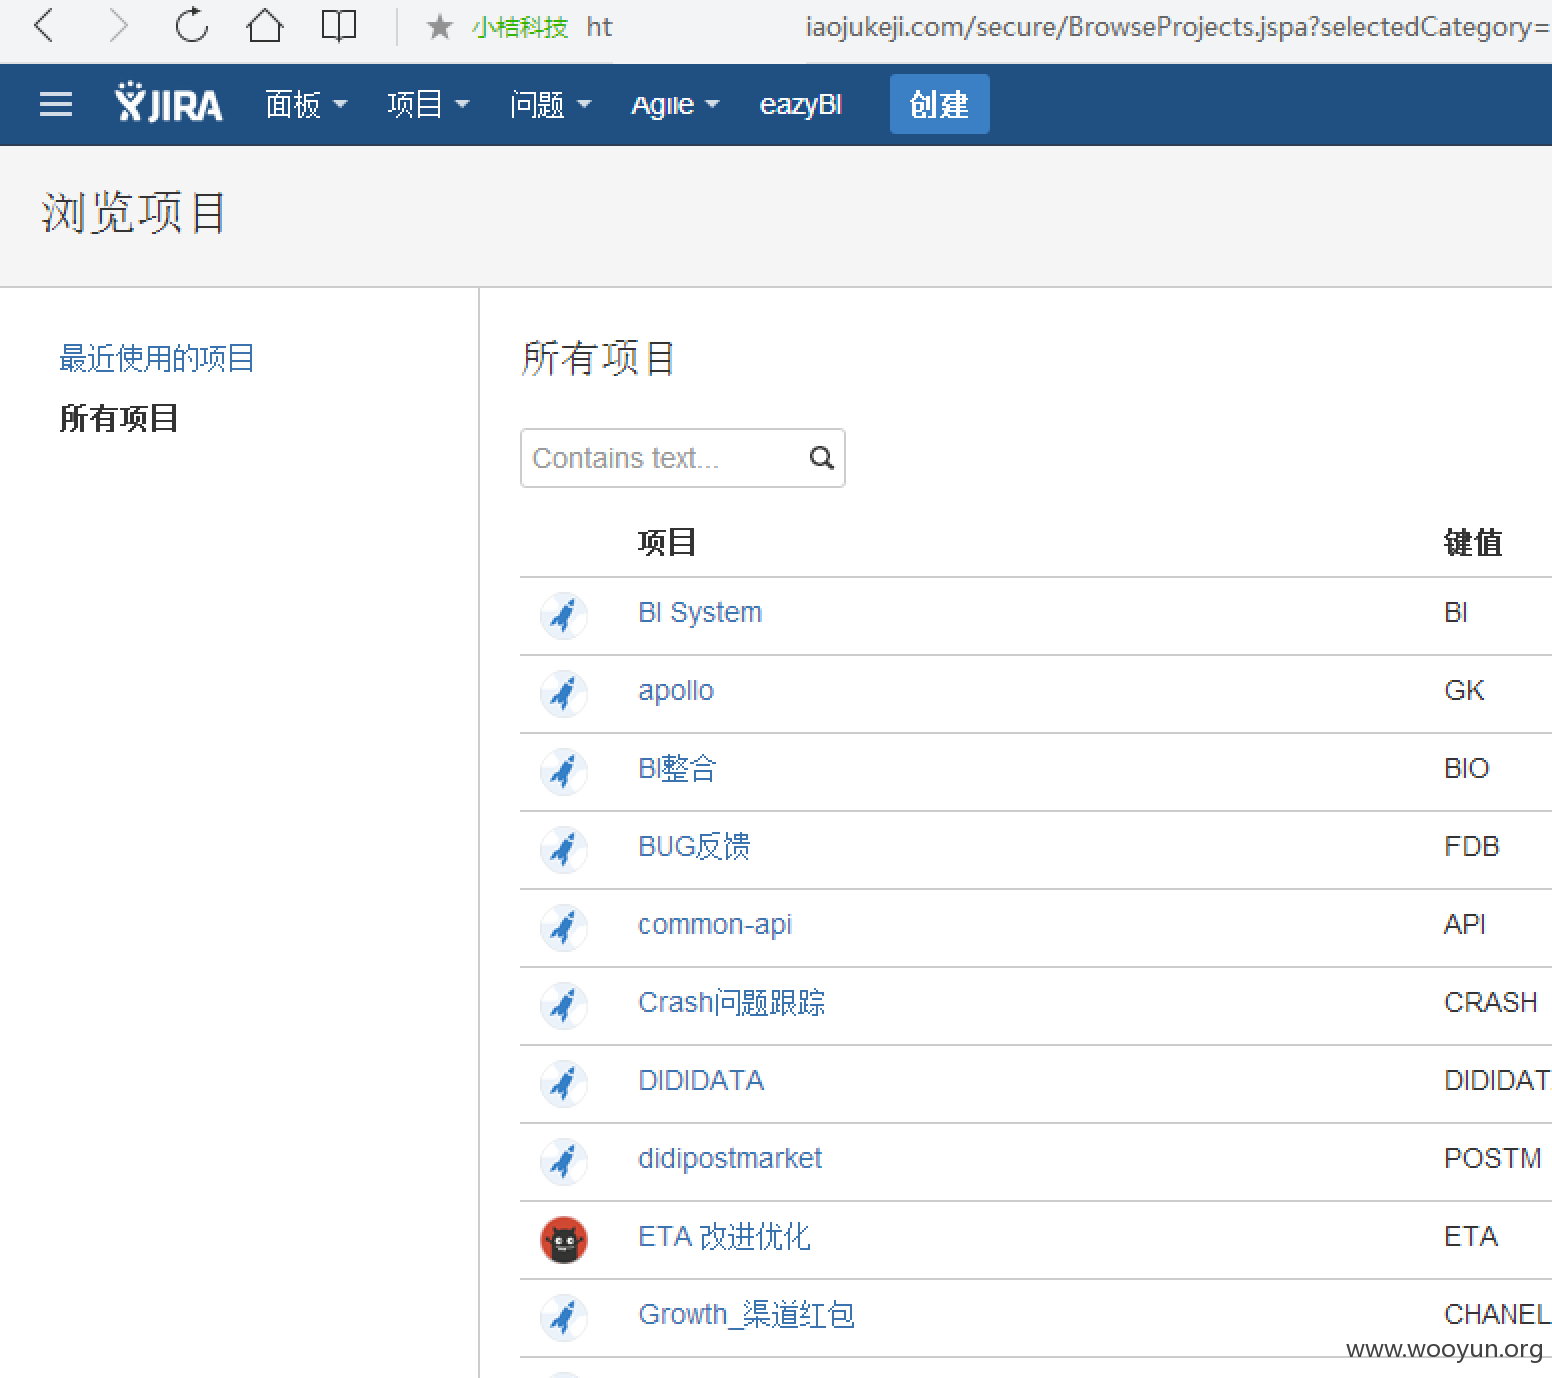 小桔科技 ht iaojukeji.com/secure/BrowseProjects.jspa?selectedCategory=
JIRA 面板 项目 问题 Agile eazyBI 创建
浏览项目
最近使用的项目
所有项目
所有项目
Contains text...
项目 键值
BI System BI
apollo GK
BI整合 BIO
BUG反馈 FDB
common-api API
Crash问题跟踪 CRASH
DIDIDATA DIDIDAT
didipostmarket POSTM
ETA 改进优化 ETA
Growth_渠道红包 CHANEL
www.wooyun.org